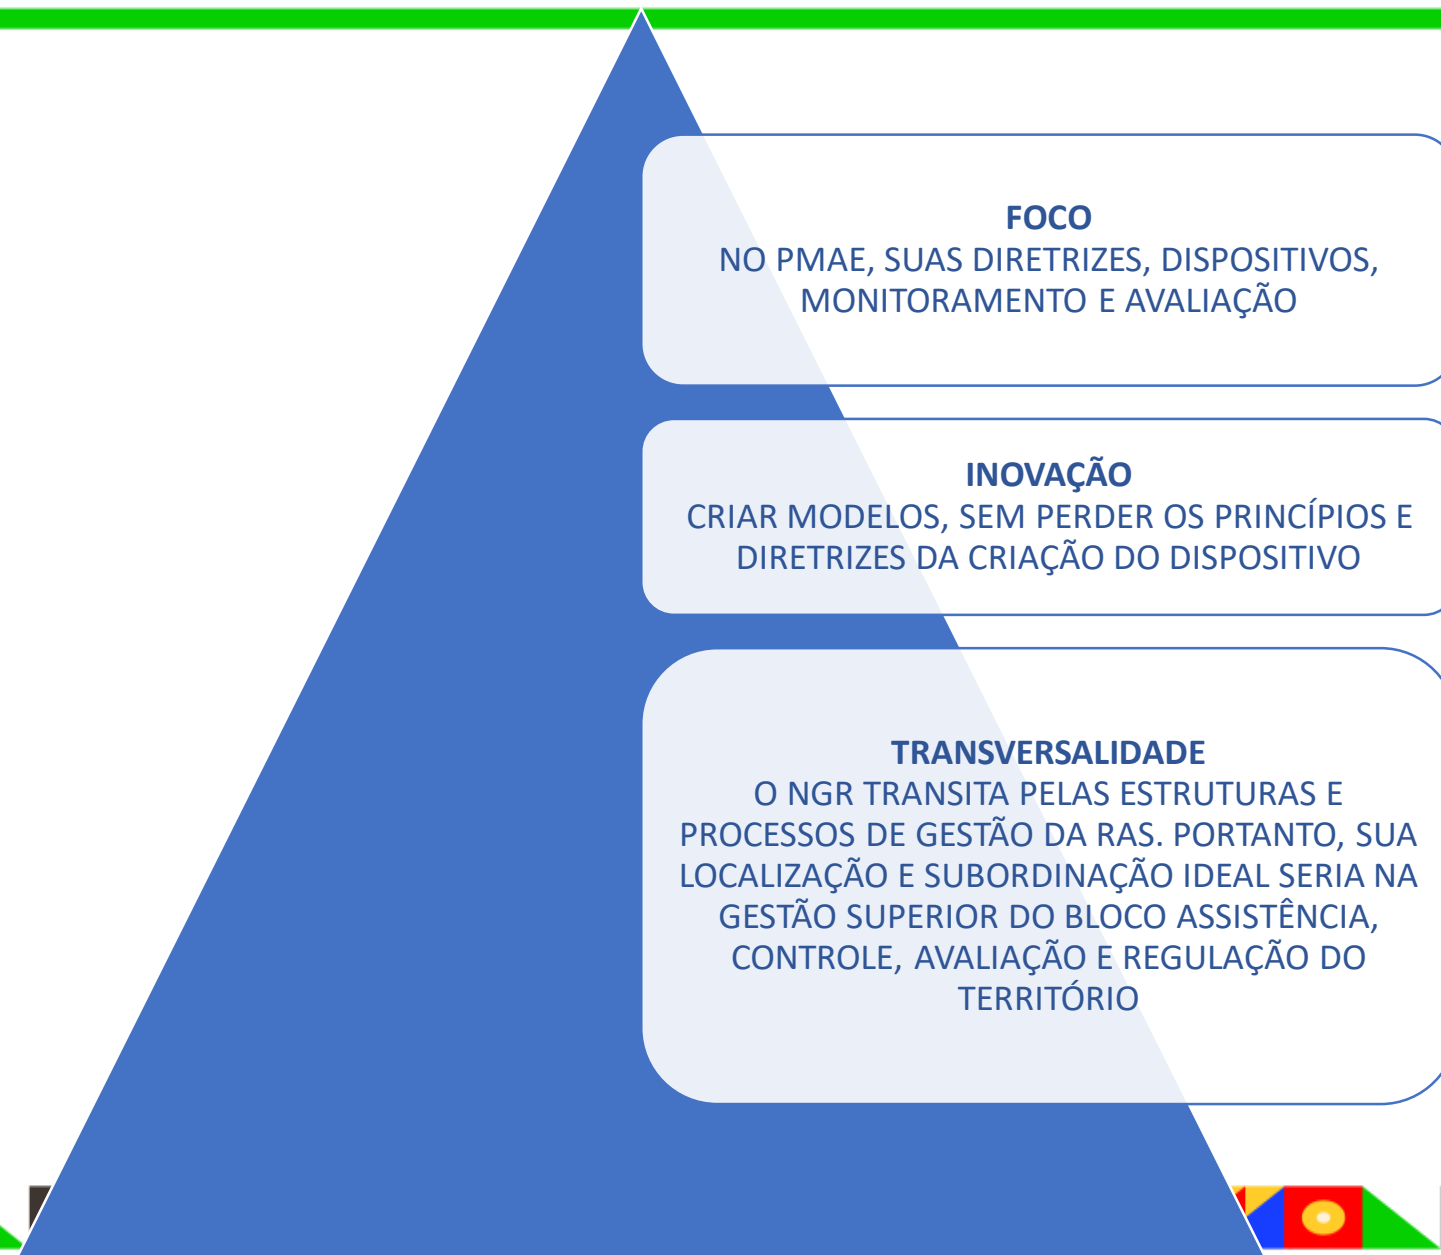 FOCO
NO PMAE, SUAS DIRETRIZES, DISPOSITIVOS,
MONITORAMENTO E AVALIAÇÃO
INOVAÇÃO
CRIAR MODELOS, SEM PERDER OS PRINCÍPIOS E
DIRETRIZES DA CRIAÇÃO DO DISPOSITIVO
TRANSVERSALIDADE
O NGR TRANSITA PELAS ESTRUTURAS E
PROCESSOS DE GESTÃO DA RAS. PORTANTO, SUA
LOCALIZAÇÃO E SUBORDINAÇÃO IDEAL SERIA NA
GESTÃO SUPERIOR DO BLOCO ASSISTÊNCIA,
CONTROLE, AVALIAÇÃO E REGULAÇÃO DO
TERRITÓRIO